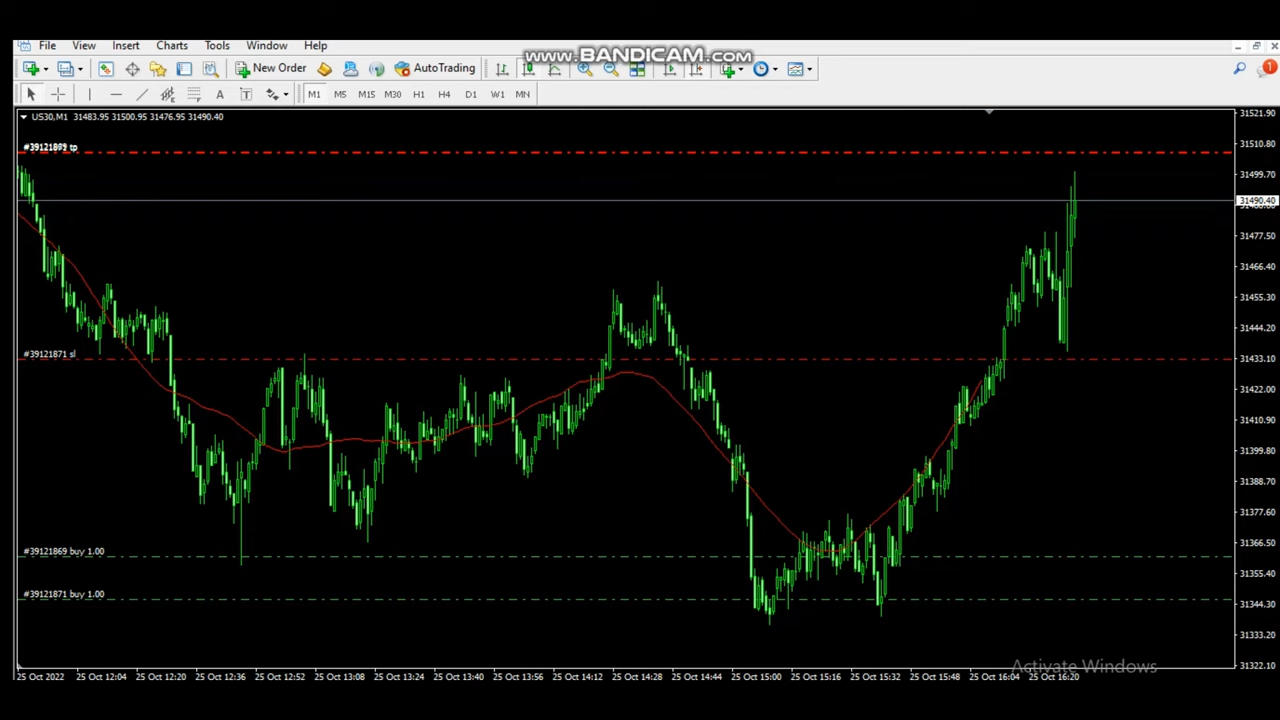 www.BANDICAM.com
File View Insert Charts Tools Window Help
New Order AutoTrading 1
A T M1 M5 M15 M30 H1 H4 D1 W1 MN
US30,M1 31483.95 31500.95 31476.95 31490.40
31521.90
tp
31510.80
31499.70
31490.40
31477.50
31466.40
31455.30
31444.20
#39121871 sl
31433.10
31422.00
31410.90
31399.80
31388.70
31377.60
#39121869 buy 1.00
31366.50
31355.40
#39121871 buy 1.00
31344.30
31333.20
Activate Windows
31322.10
25 Oct 2022 25 Oct 12:04 25 Oct 12:20 25 Oct 12:36 25 Oct 12:52 25 Oct 13:08 25 Oct 13:24 25 Oct 13:40 25 Oct 13:56 25 Oct 14:12 25 Oct 14:28 25 Oct 14:44 25 Oct 15:00 25 Oct 15:16 25 Oct 15:32 25 Oct 15:48 25 Oct 16:04 25 Oct 16:20